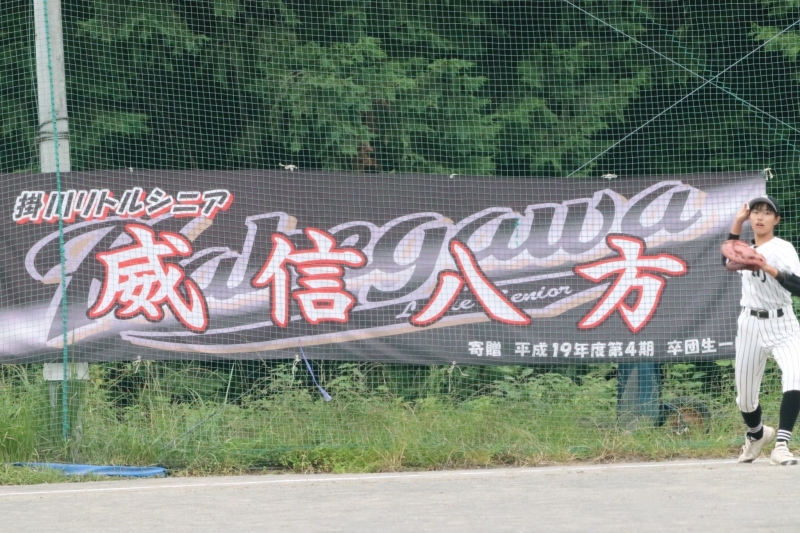 掛川リトルシニア
Kakegawa
Little Senior
威信八方
寄贈 平成19年度第4期 卒団生一